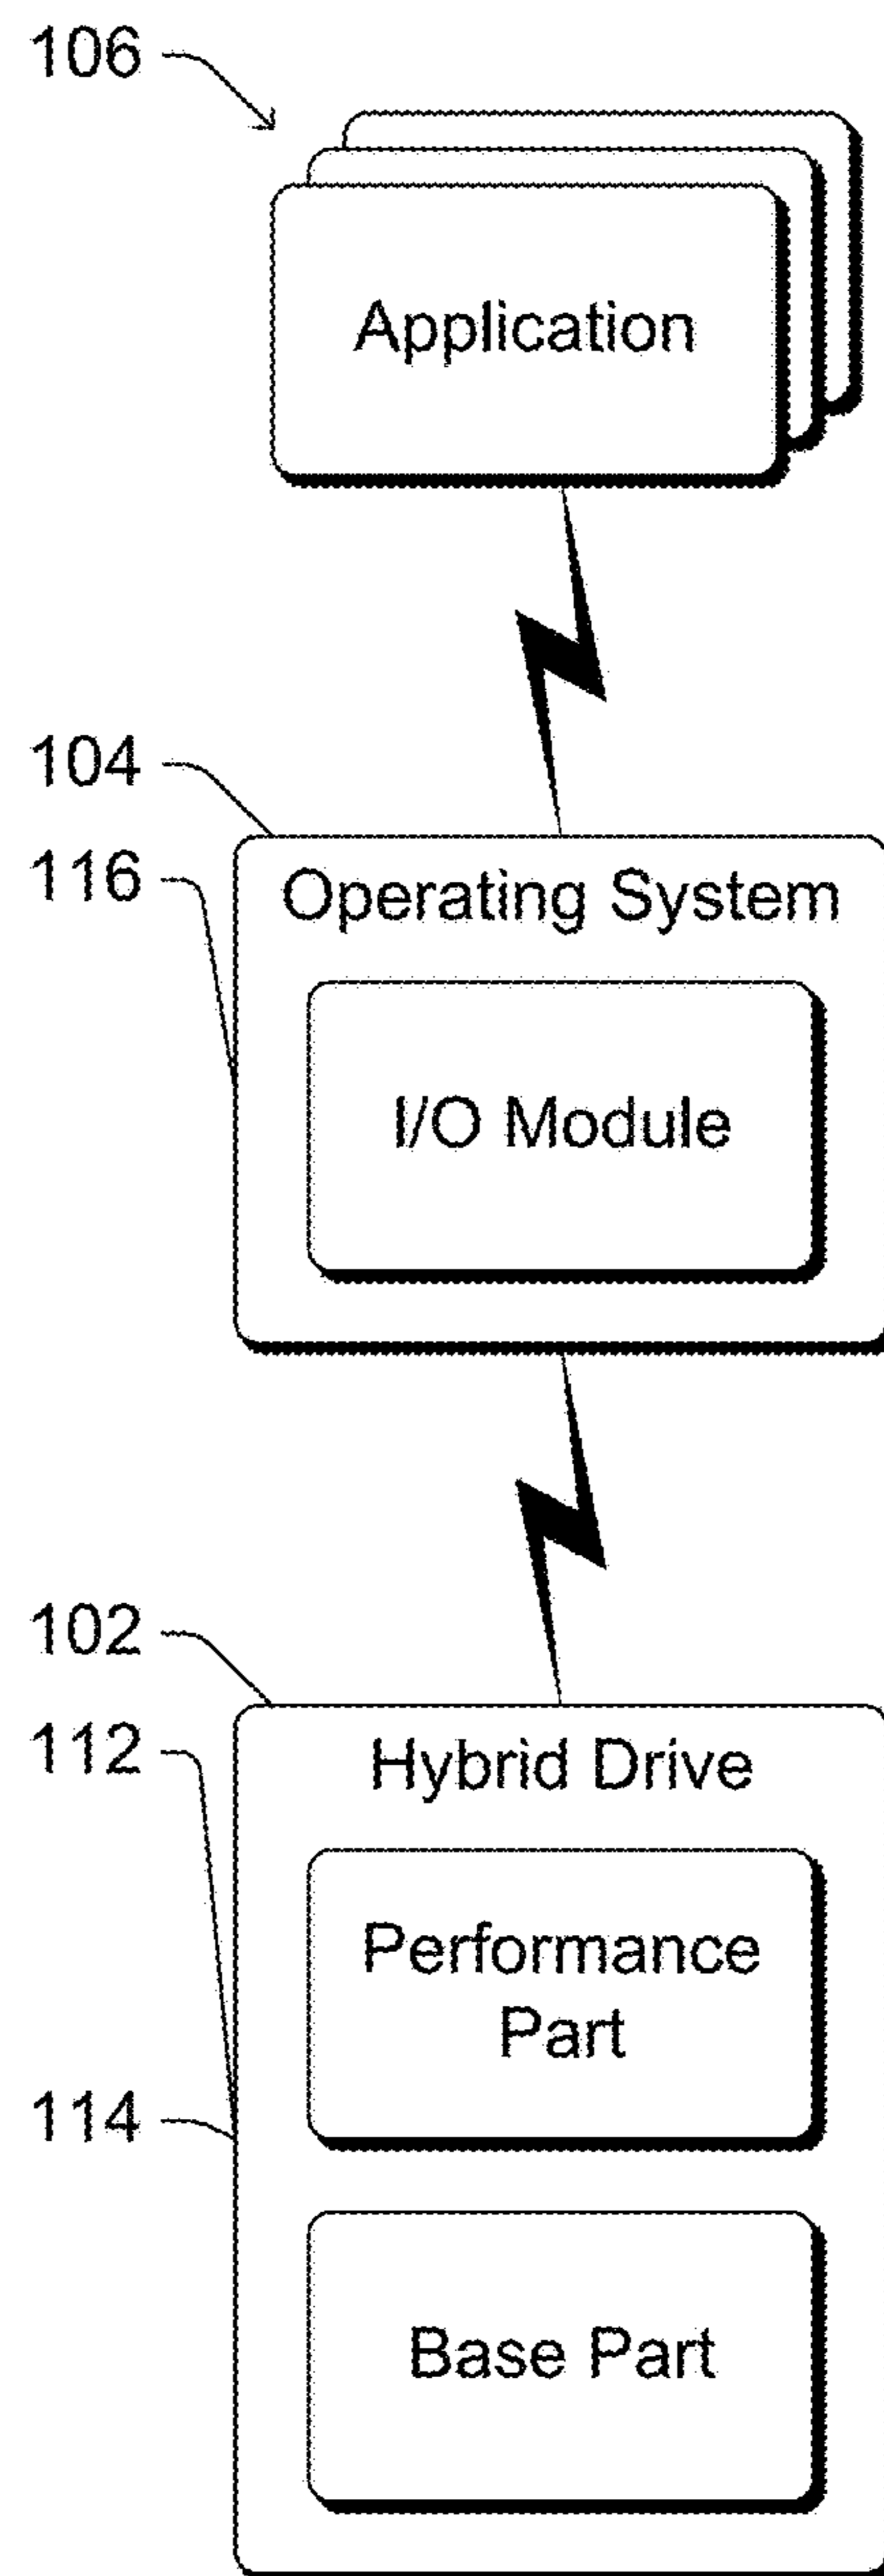 106
Application
104
116
Operating System
I/O Module
102
112
Hybrid Drive
Performance
Part
114
Base Part